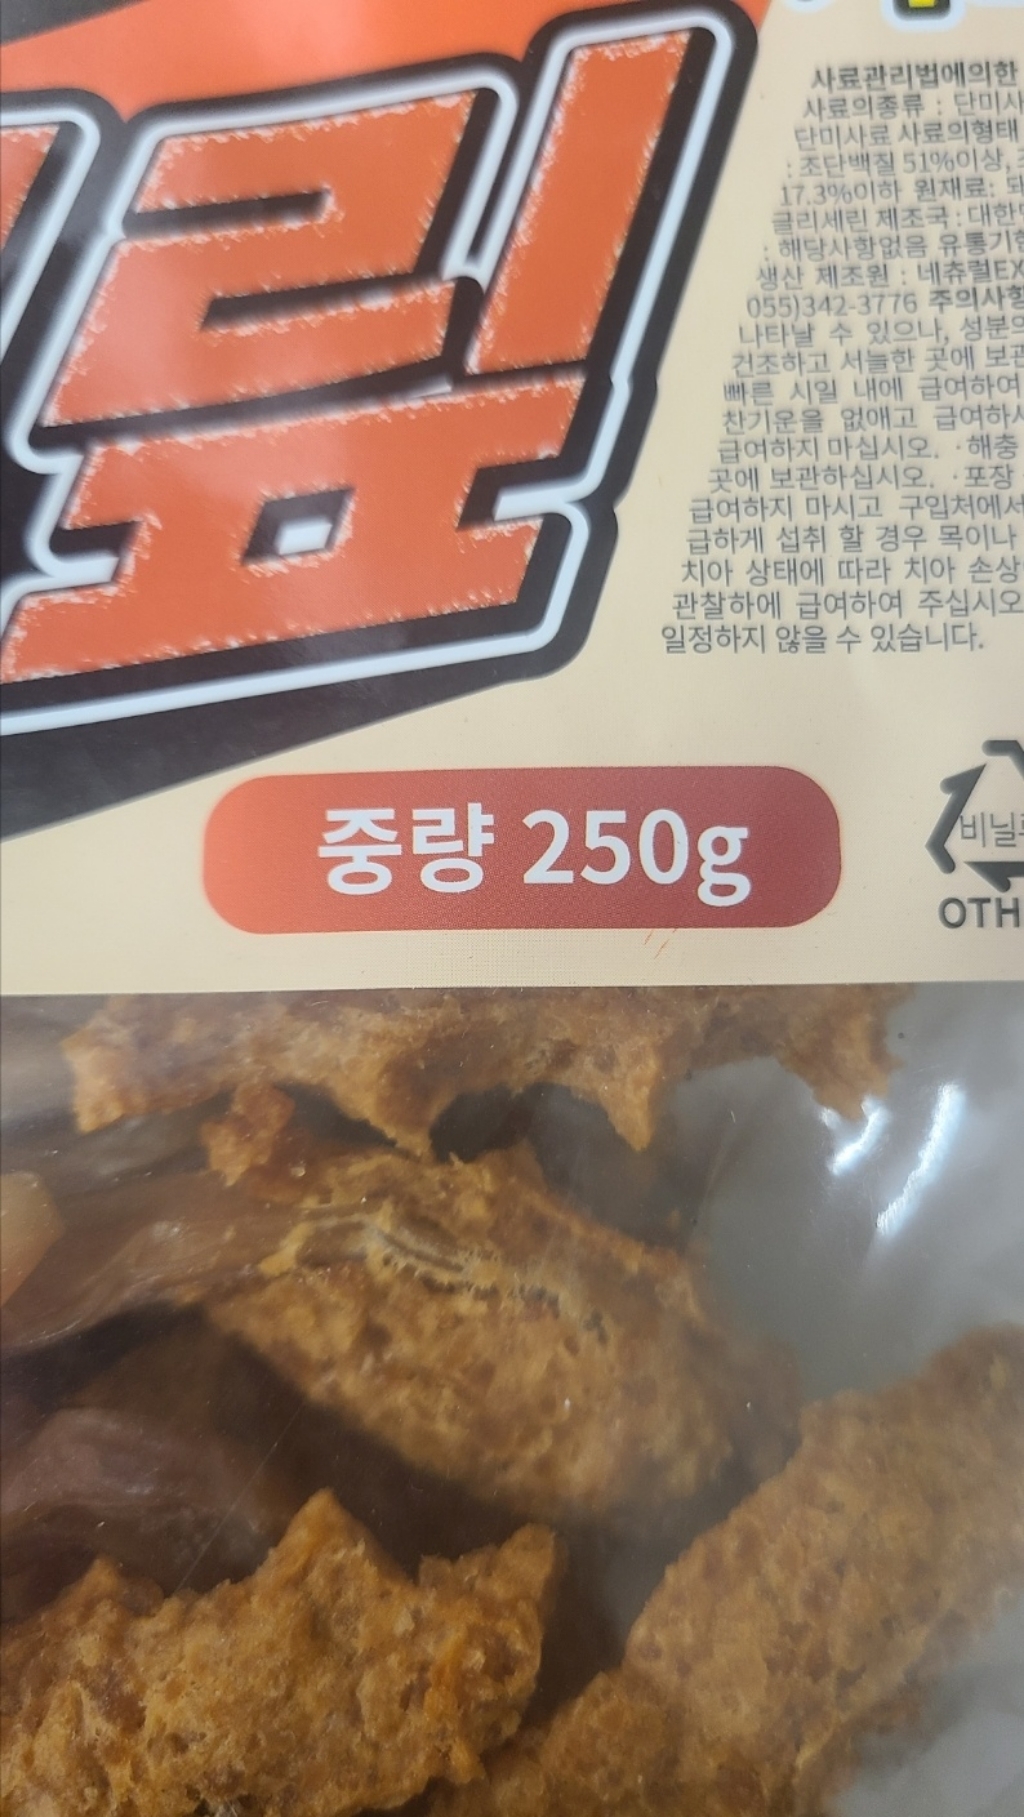 릶
사료관리법에의한
사료의종류 : 단미사
단미사료 사료의형태
: 조단백질 51%이상,
17.3%이하 원재료: 돼
글리세린 제조국 : 대한
: 해당사항없음 유통기한
생산 제조원 : 네츄럴EX
055)342-3776 주의사항
나타날 수 있으나, 성분의
건조하고 서늘한 곳에 보관
빠른 시일 내에 급여하여
찬기운을 없애고 급여하시
급여하지 마십시오. ·해충
곳에 보관하십시오. ·포장
급여하지 마시고 구입처에서
급하게 섭취 할 경우 목이나
치아 상태에 따라 치아 손상
관찰하에 급여하여 주십시오
일정하지 않을 수 있습니다.
중량 250g
비닐류
OTH